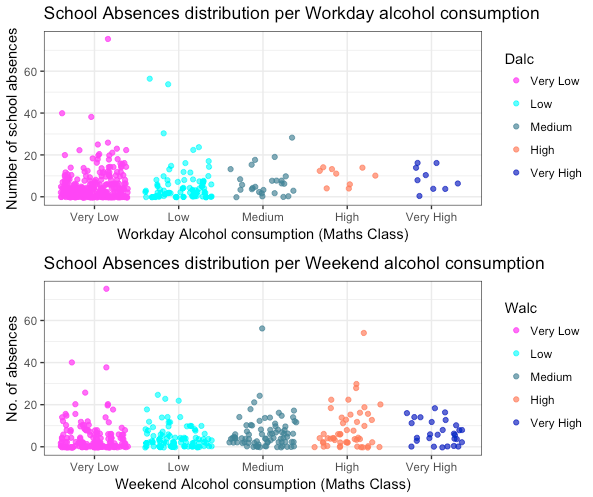 School Absences distribution per Workday alcohol consumption
Number of school absences
60
40
20
0
Very Low Low Medium High Very High
Workday Alcohol consumption (Maths Class)
Dalc
Very Low
Low
Medium
High
Very High
School Absences distribution per Weekend alcohol consumption
No. of absences
60
40
20
0
Very Low Low Medium High Very High
Weekend Alcohol consumption (Maths Class)
Walc
Very Low
Low
Medium
High
Very High